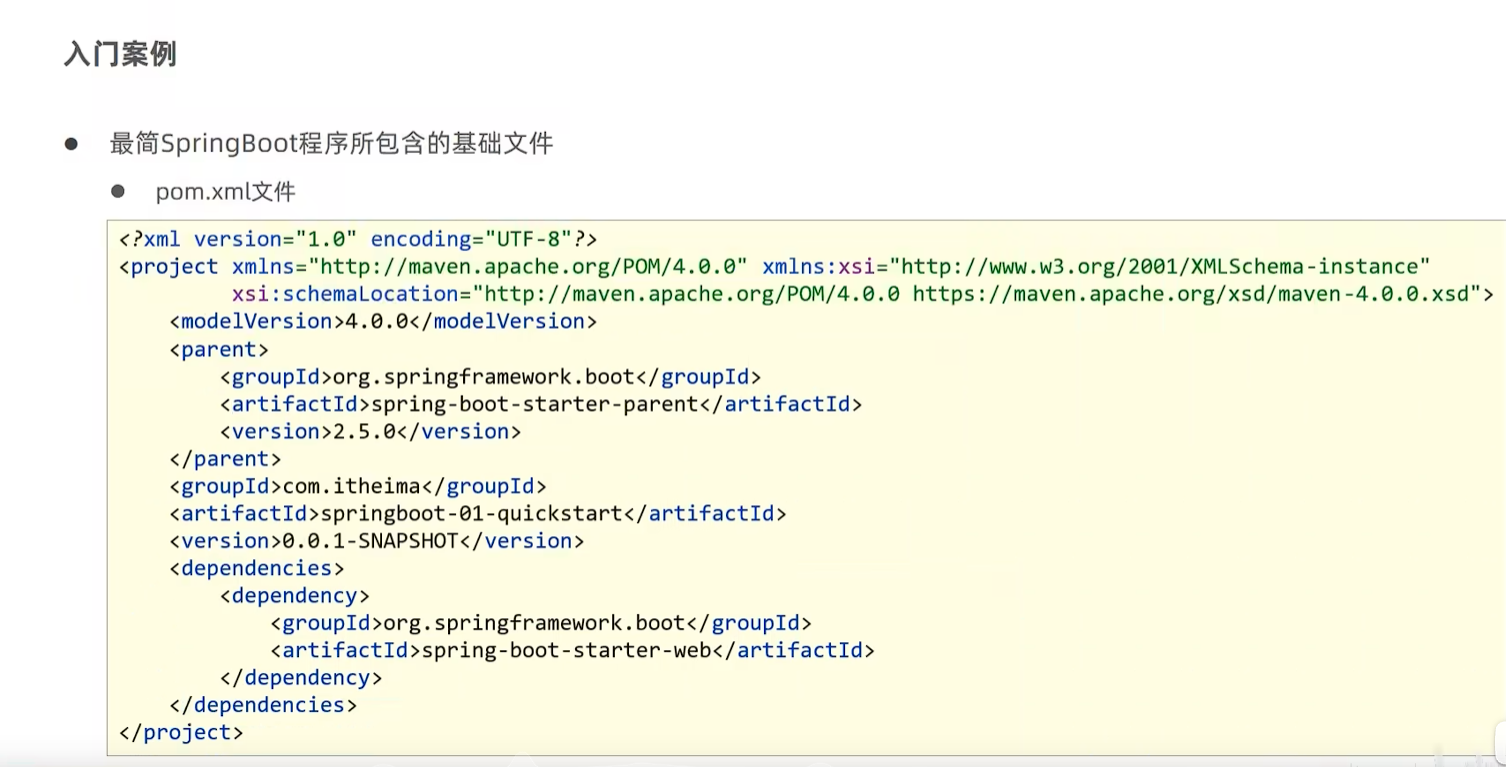 入门案例
● 最简SpringBoot程序所包含的基础文件
● pom.xml文件
<?xml version="1.0" encoding="UTF-8"?>
<project xmlns="http://maven.apache.org/POM/4.0.0" xmlns:xsi="http://www.w3.org/2001/XMLSchema-instance"
         xsi:schemaLocation="http://maven.apache.org/POM/4.0.0 https://maven.apache.org/xsd/maven-4.0.0.xsd">
    <modelVersion>4.0.0</modelVersion>
    <parent>
        <groupId>org.springframework.boot</groupId>
        <artifactId>spring-boot-starter-parent</artifactId>
        <version>2.5.0</version>
    </parent>
    <groupId>com.itheima</groupId>
    <artifactId>springboot-01-quickstart</artifactId>
    <version>0.0.1-SNAPSHOT</version>
    <dependencies>
        <dependency>
            <groupId>org.springframework.boot</groupId>
            <artifactId>spring-boot-starter-web</artifactId>
        </dependency>
    </dependencies>
</project>